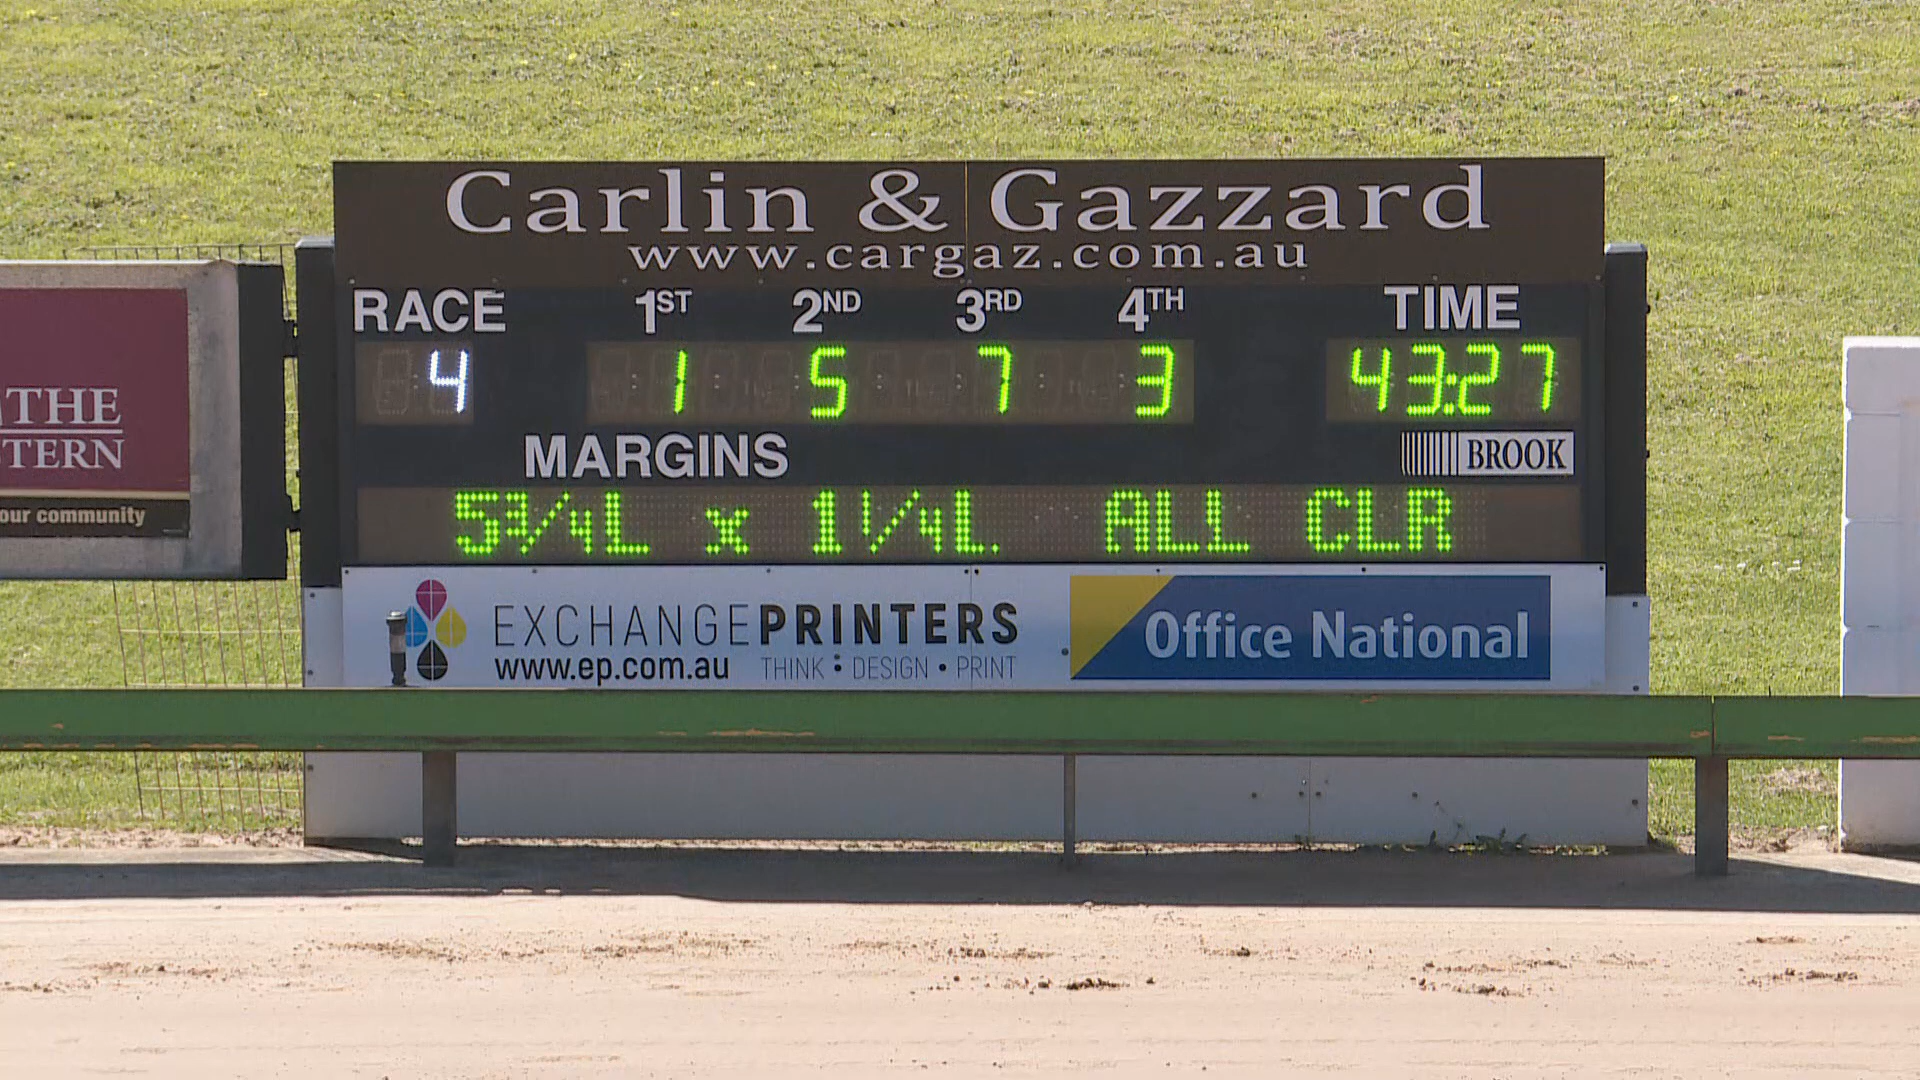 Carlin & Gazzard
www.cargaz.com.au
RACE 1ST 2ND 3RD 4TH TIME
4 1 5 7 3 43:27
MARGINS BROOK
5¾L x 1¼L. ALL CLR
THE
TERN
our community
EXCHANGEPRINTERS
www.ep.com.au THINK • DESIGN • PRINT
Office National